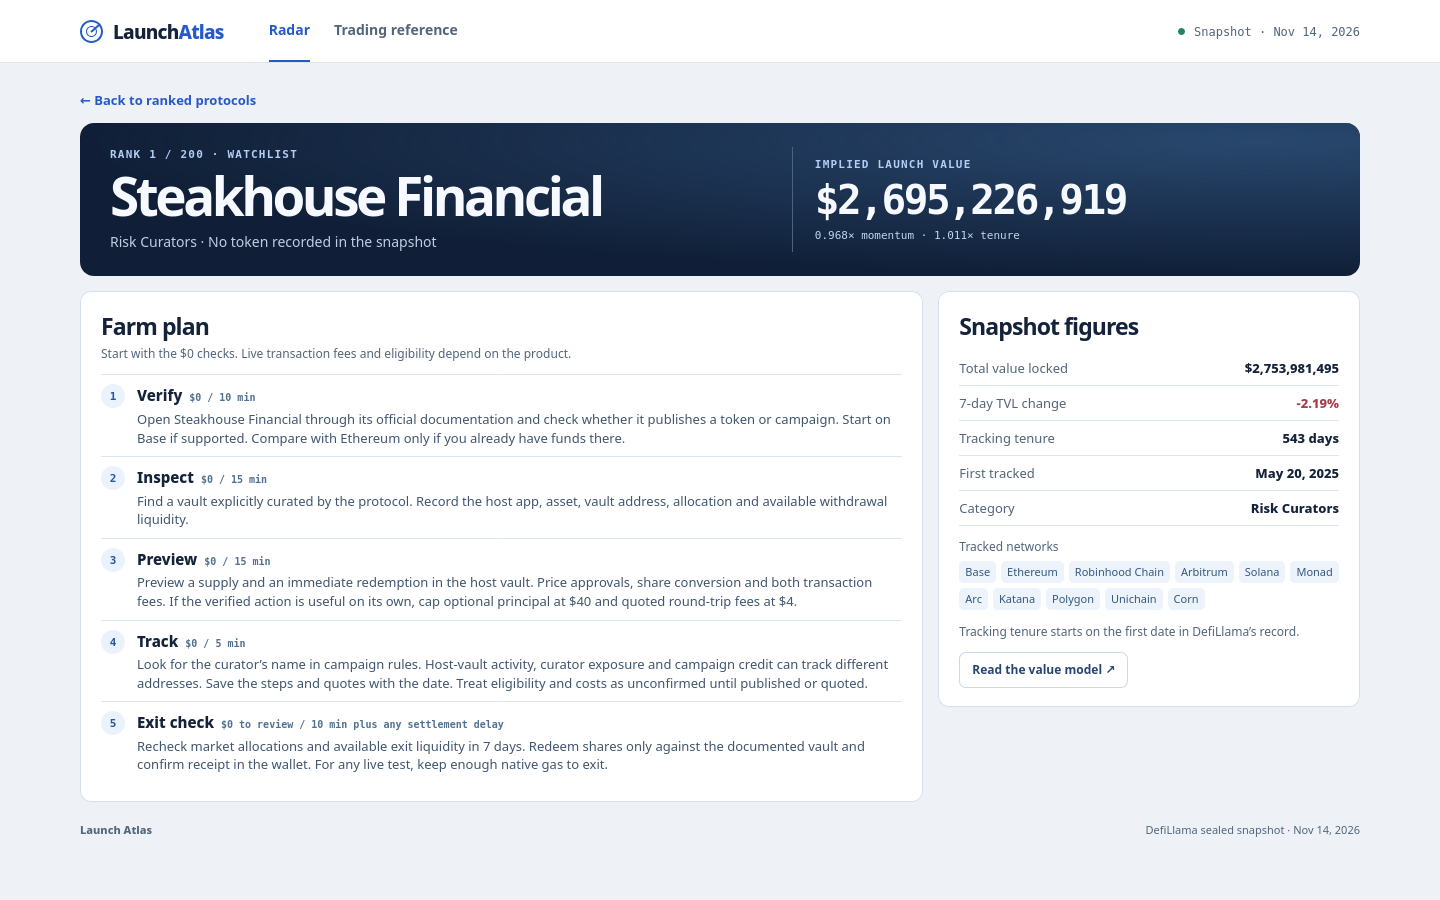 LaunchAtlas
Radar
Trading reference
Snapshot · Nov 14, 2026
← Back to ranked protocols
RANK 1 / 200 · WATCHLIST
Steakhouse Financial
Risk Curators · No token recorded in the snapshot
IMPLIED LAUNCH VALUE
$2,695,226,919
0.968× momentum · 1.011× tenure
Farm plan
Start with the $0 checks. Live transaction fees and eligibility depend on the product.
1
Verify $0 / 10 min
Open Steakhouse Financial through its official documentation and check whether it publishes a token or campaign. Start on
Base if supported. Compare with Ethereum only if you already have funds there.
2
Inspect $0 / 15 min
Find a vault explicitly curated by the protocol. Record the host app, asset, vault address, allocation and available withdrawal
liquidity.
3
Preview $0 / 15 min
Preview a supply and an immediate redemption in the host vault. Price approvals, share conversion and both transaction
fees. If the verified action is useful on its own, cap optional principal at $40 and quoted round-trip fees at $4.
4
Track $0 / 5 min
Look for the curator’s name in campaign rules. Host-vault activity, curator exposure and campaign credit can track different
addresses. Save the steps and quotes with the date. Treat eligibility and costs as unconfirmed until published or quoted.
5
Exit check $0 to review / 10 min plus any settlement delay
Recheck market allocations and available exit liquidity in 7 days. Redeem shares only against the documented vault and
confirm receipt in the wallet. For any live test, keep enough native gas to exit.
Snapshot figures
Total value locked $2,753,981,495
7-day TVL change -2.19%
Tracking tenure 543 days
First tracked May 20, 2025
Category Risk Curators
Tracked networks
Base Ethereum Robinhood Chain Arbitrum Solana Monad
Arc Katana Polygon Unichain Corn
Tracking tenure starts on the first date in DefiLlama’s record.
Read the value model ↗
Launch Atlas
DefiLlama sealed snapshot · Nov 14, 2026